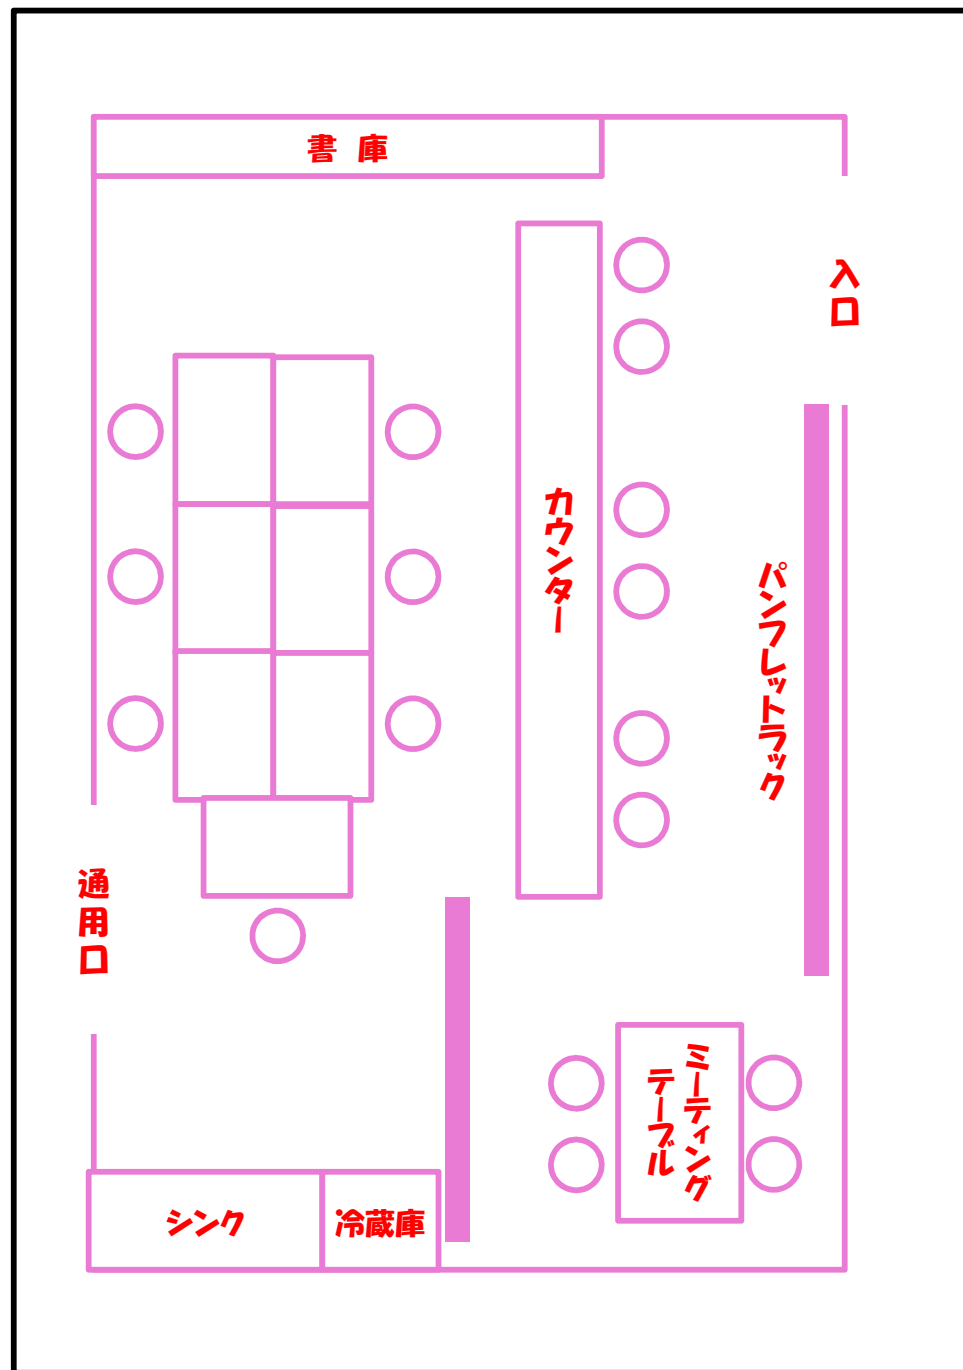 書 庫
入口
カウンター
パンフレットラック
通用口
ミーティング
テーブル
シンク
冷蔵庫